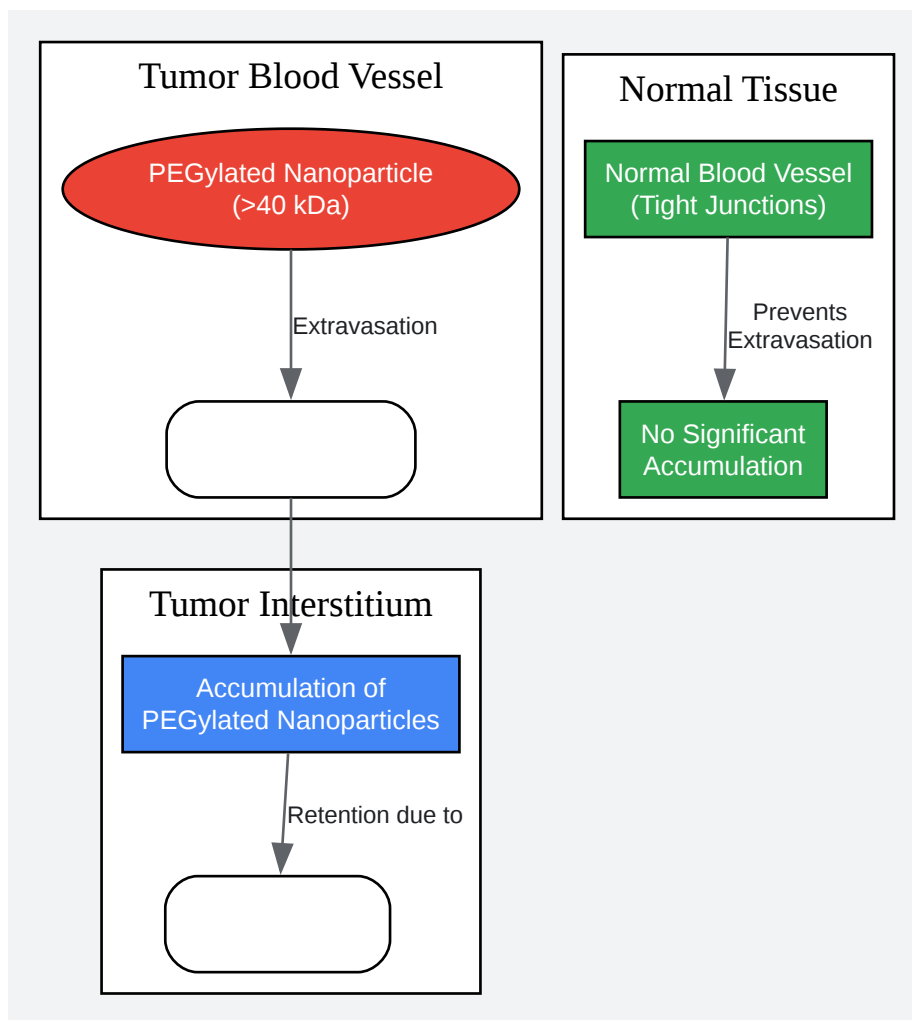 Tumor Blood Vessel
PEGylated Nanoparticle
(>40 kDa)
Extravasation
Normal Tissue
Normal Blood Vessel
(Tight Junctions)
Prevents
Extravasation
No Significant
Accumulation
Tumor Interstitium
Accumulation of
PEGylated Nanoparticles
Retention due to